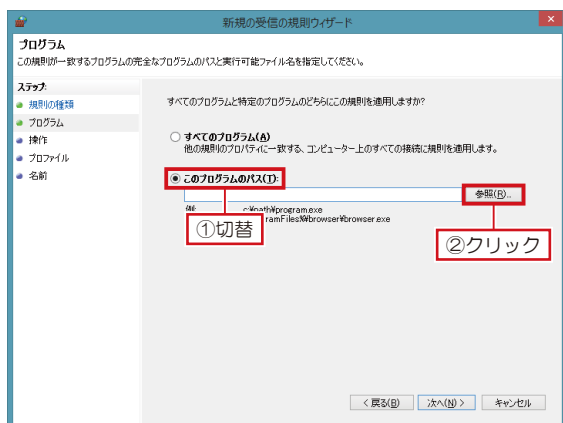 新規の受信の規則ウィザード
プログラム
この規則が一致するプログラムの完全なプログラムのパスと実行可能ファイル名を指定してください。
ステップ:
規則の種類
プログラム
操作
プロファイル
名前
すべてのプログラムと特定のプログラムのどちらにこの規則を適用しますか?
すべてのプログラム(A)
他の規則のプロパティに一致する、コンピューター上のすべての接続に規則を適用します。
このプログラムのパス(T):
参照(R)...
例: c:¥path¥program.exe
ramFiles%¥browser¥browser.exe
①切替
②クリック
< 戻る(B)
次へ(N) >
キャンセル